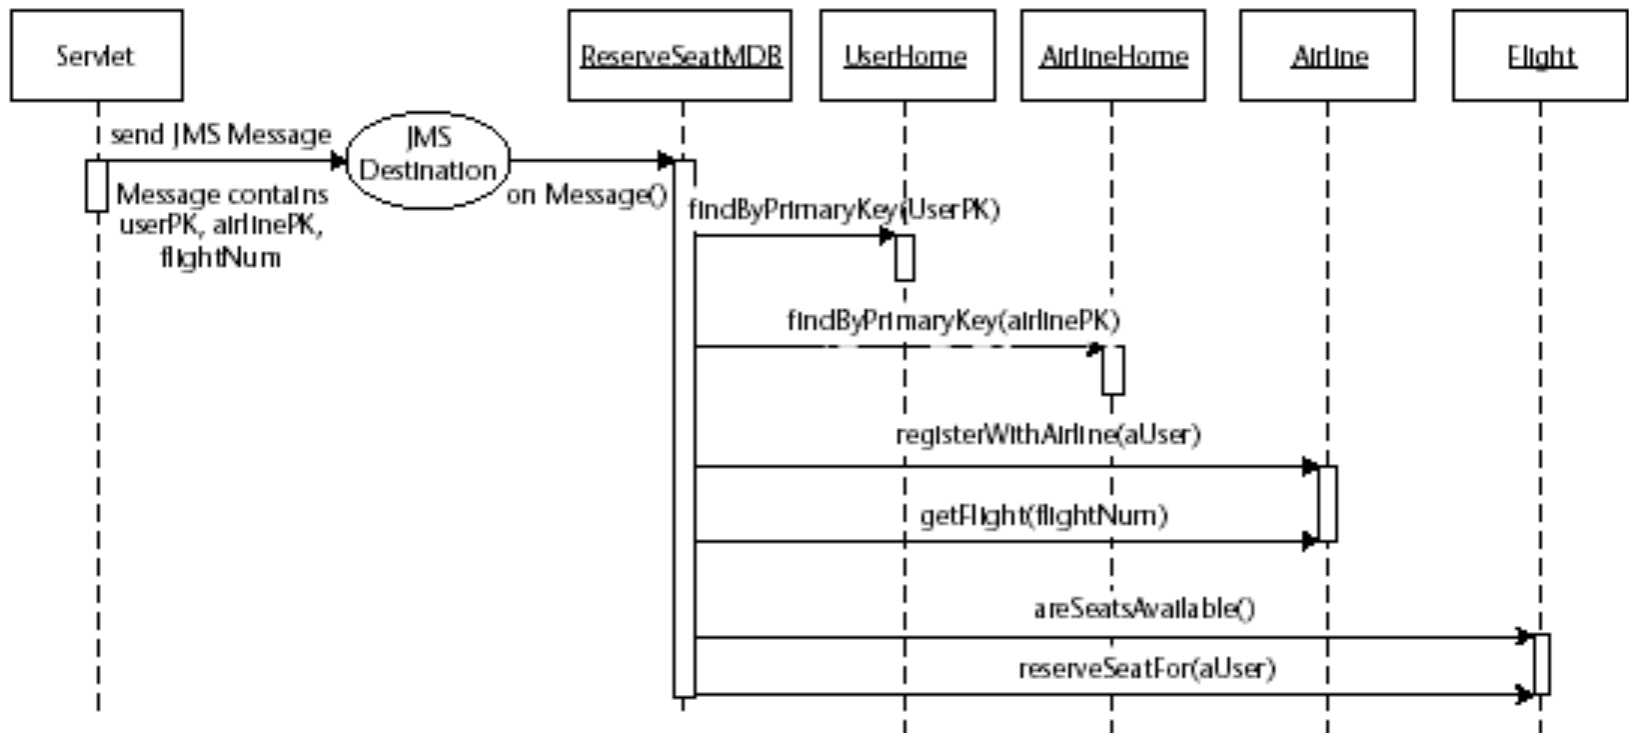 Servlet
ReserveSeatMDB
UserHome
AirlineHome
Airline
Flight
send JMS Message
JMS
Destination
on Message()
Message contains
userPK, airlinePK,
flightNum
findByPrimaryKey(UserPK)
findByPrimaryKey(airlinePK)
registerWithAirline(aUser)
getFlight(flightNum)
areSeatsAvailable()
reserveSeatFor(aUser)